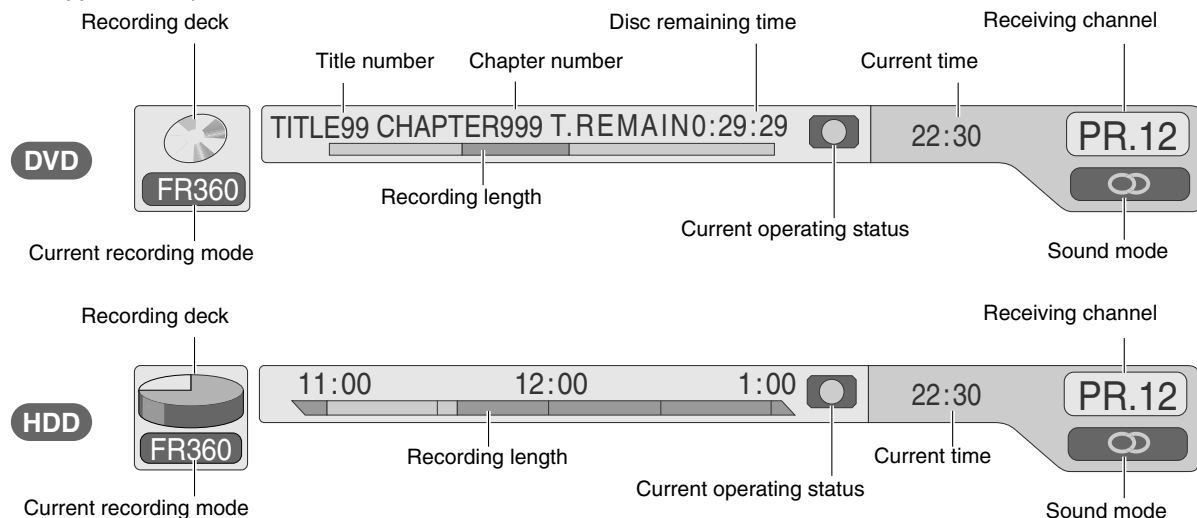 Recording deck
Disc remaining time
Receiving channel
Title number
Chapter number
Current time
DVD
FR360
TITLE99 CHAPTER999 T.REMAIN0:29:29
22:30
PR.12
Recording length
Current operating status
Current recording mode
Sound mode
Recording deck
Receiving channel
HDD
FR360
11:00 12:00 1:00
22:30
PR.12
Recording length
Current time
Current operating status
Current recording mode
Sound mode